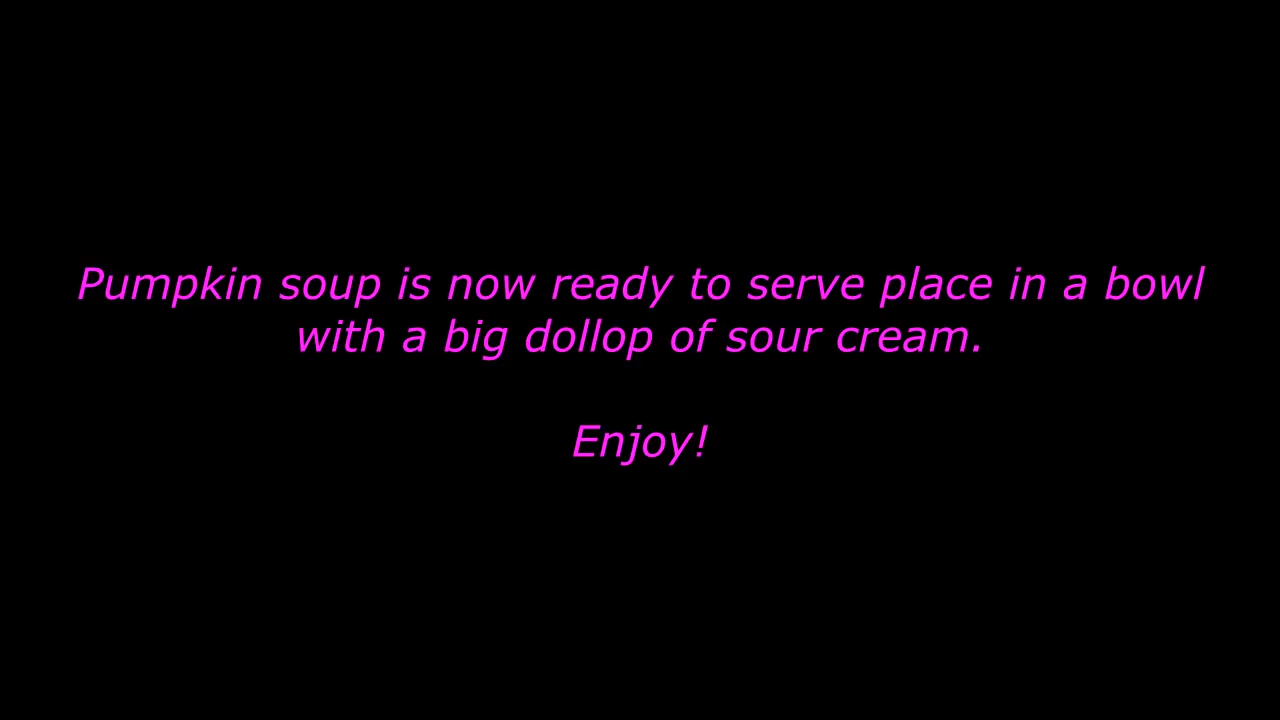 Pumpkin soup is now ready to serve place in a bowl
with a big dollop of sour cream.
Enjoy!